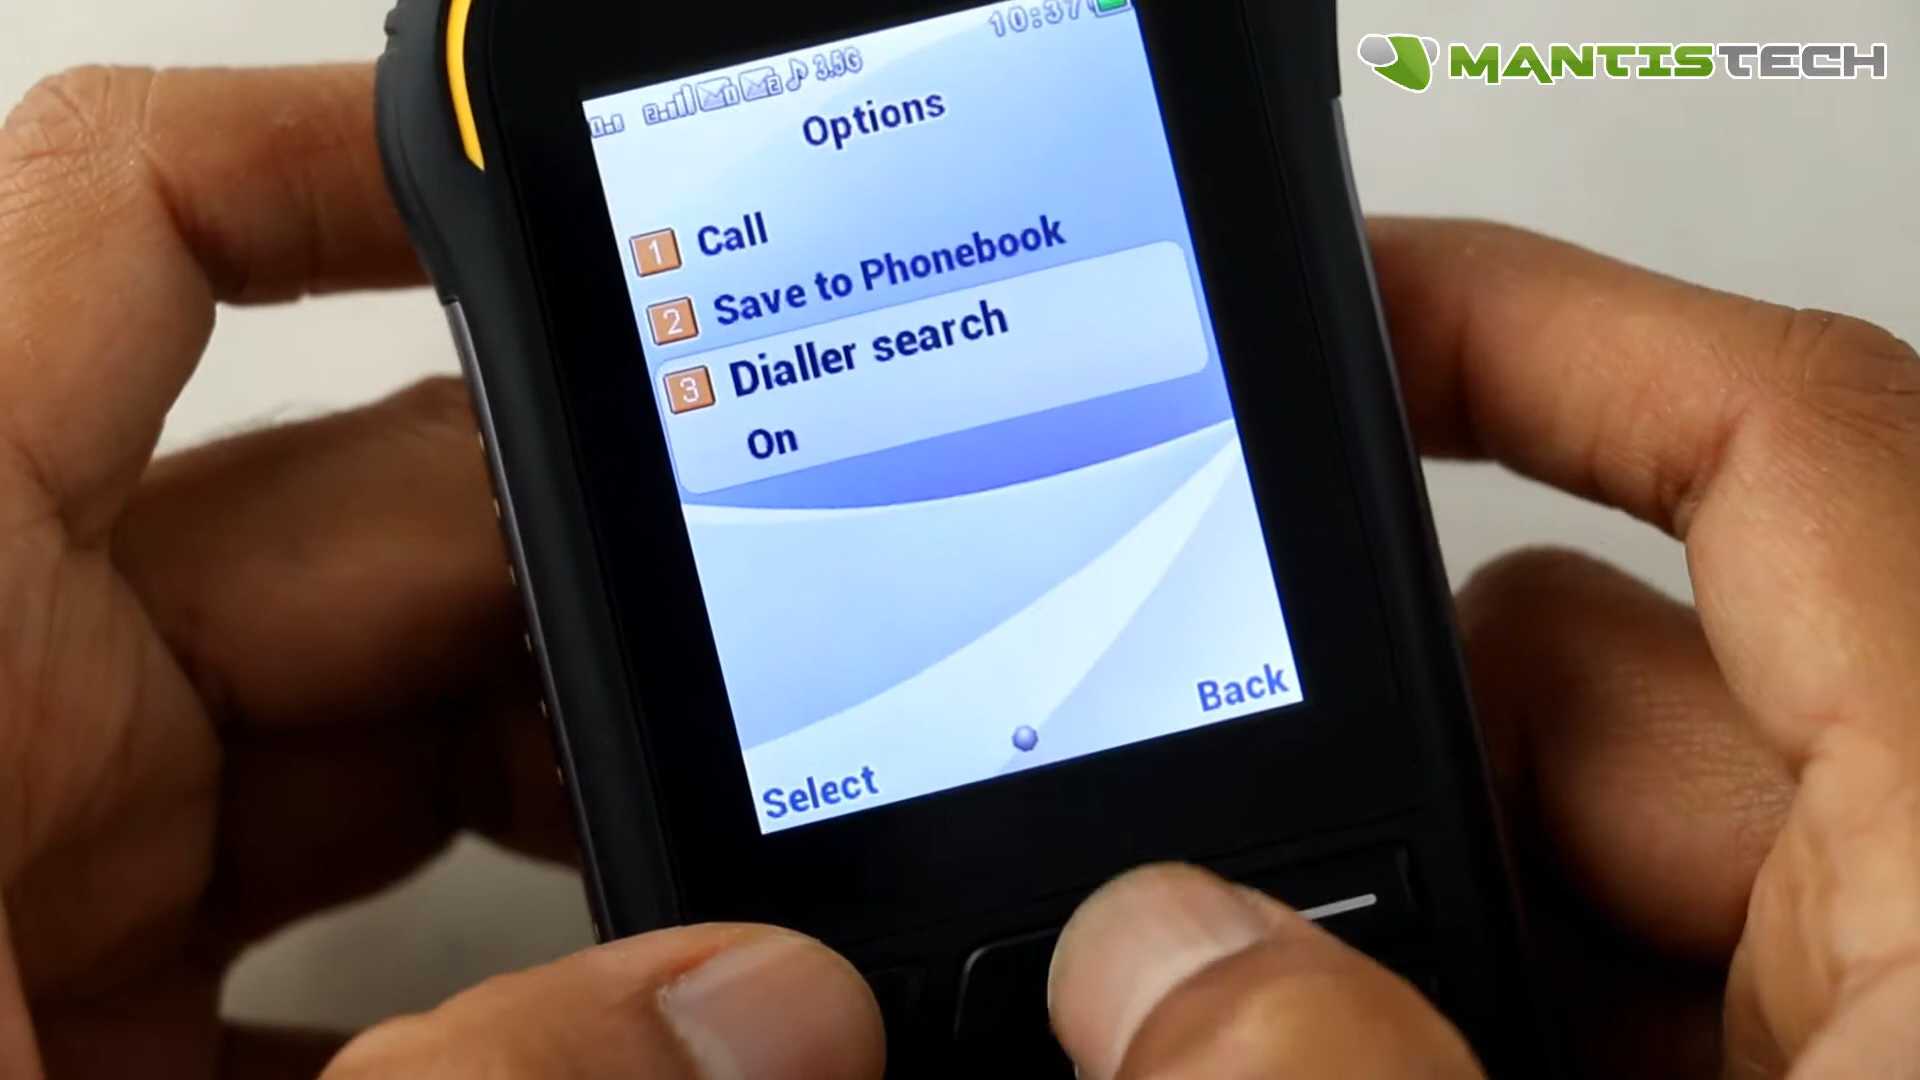 MANTISTECH
10:37
3.5G
Options
1 Call
2 Save to Phonebook
3 Dialler search
On
Select
Back